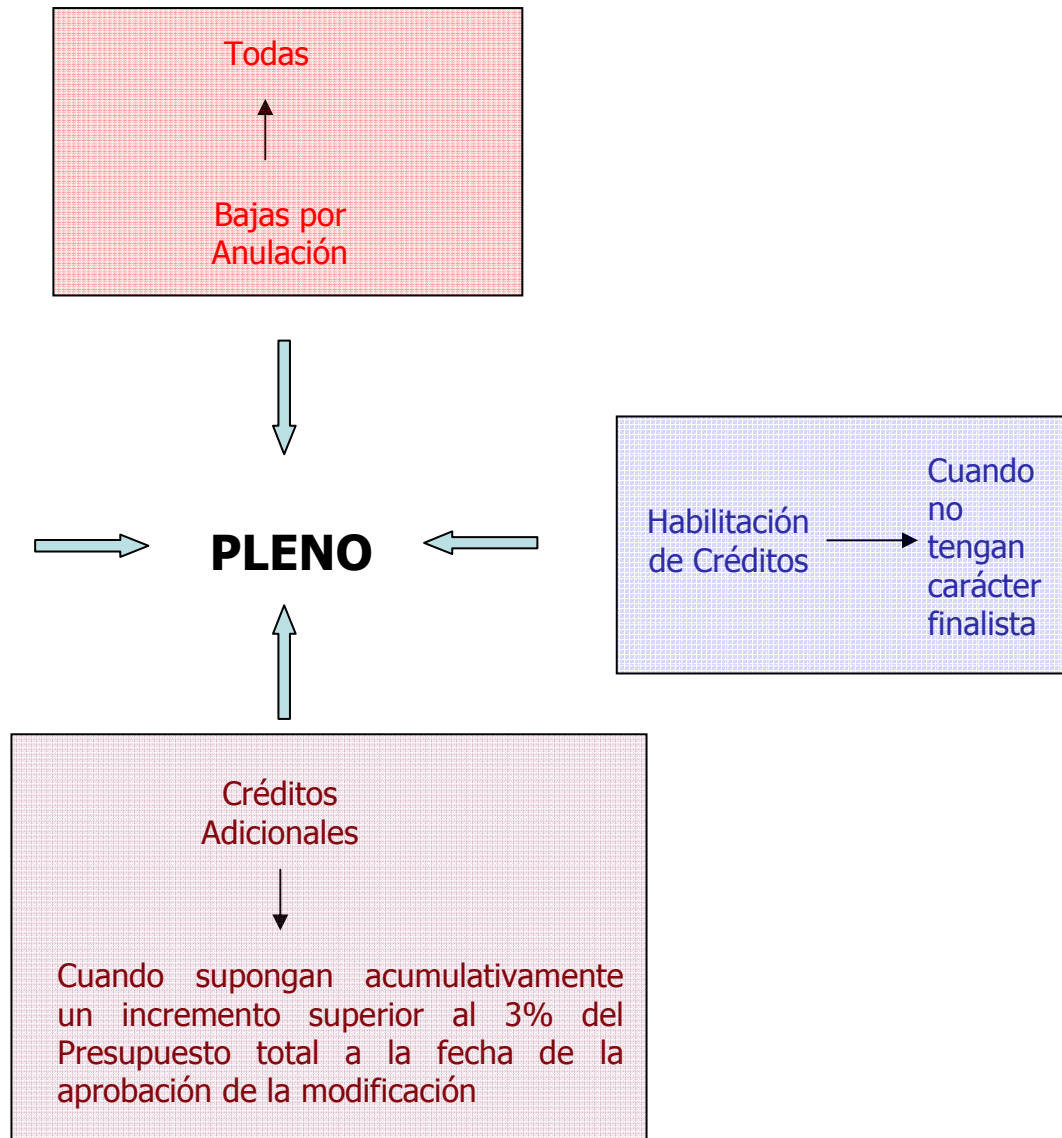 Todas
Bajas por
Anulación
PLENO
Habilitación
de Créditos
Cuando
no
tengan
carácter
finalista
Créditos
Adicionales
Cuando supongan acumulativamente
un incremento superior al 3% del
Presupuesto total a la fecha de la
aprobación de la modificación